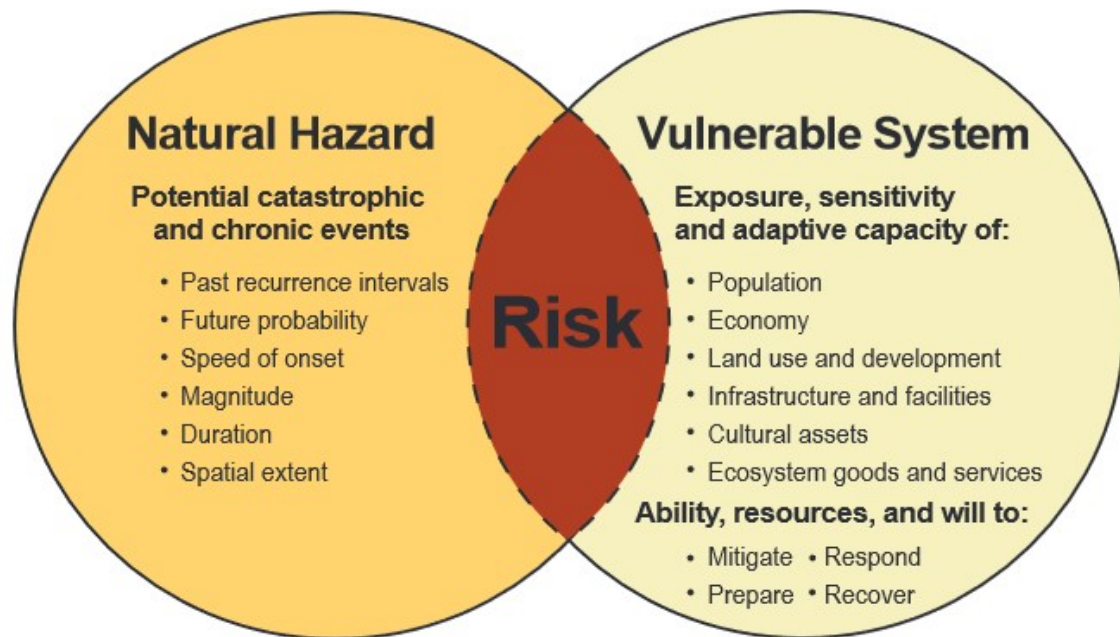 Natural Hazard
Potential catastrophic
and chronic events
• Past recurrence intervals
• Future probability
• Speed of onset
• Magnitude
• Duration
• Spatial extent
Risk
Vulnerable System
Exposure, sensitivity
and adaptive capacity of:
• Population
• Economy
• Land use and development
• Infrastructure and facilities
• Cultural assets
• Ecosystem goods and services
Ability, resources, and will to:
• Mitigate • Respond
• Prepare • Recover